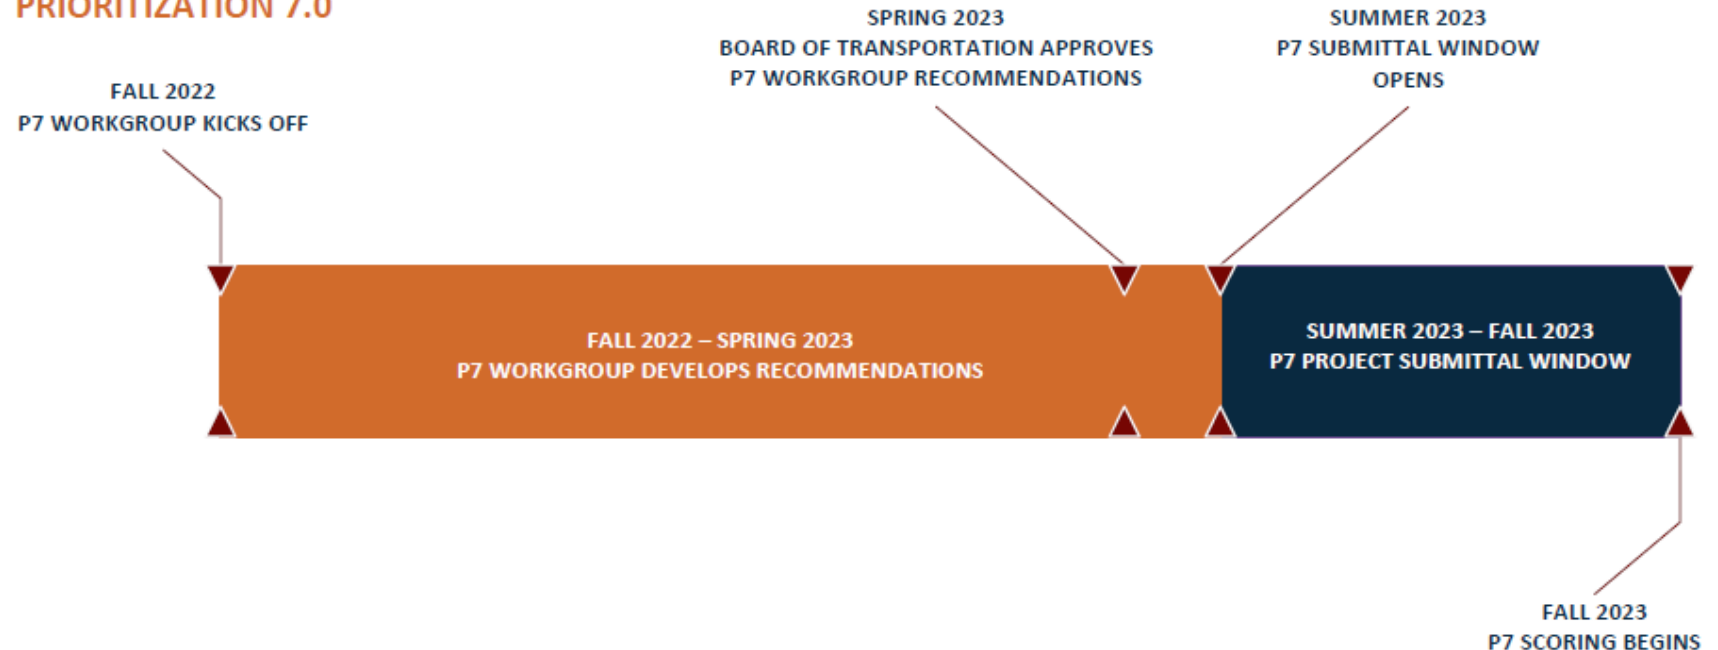 PRIORITIZATION 7.0
FALL 2022
P7 WORKGROUP KICKS OFF
SPRING 2023
BOARD OF TRANSPORTATION APPROVES
P7 WORKGROUP RECOMMENDATIONS
SUMMER 2023
P7 SUBMITTAL WINDOW
OPENS
FALL 2022 – SPRING 2023
P7 WORKGROUP DEVELOPS RECOMMENDATIONS
SUMMER 2023 – FALL 2023
P7 PROJECT SUBMITTAL WINDOW
FALL 2023
P7 SCORING BEGINS